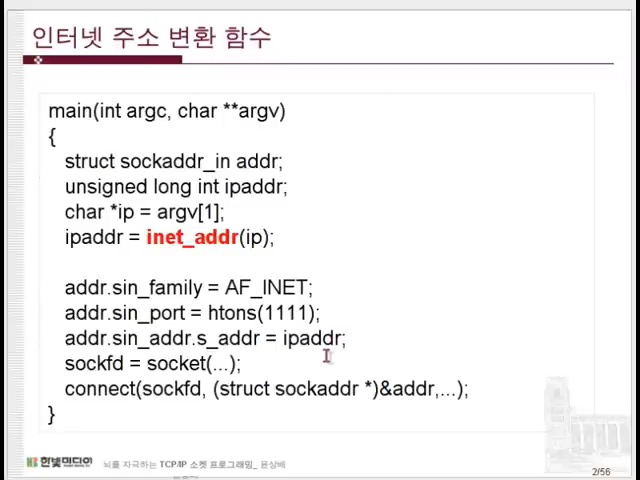 인터넷 주소 변환 함수
main(int argc, char **argv)
{
struct sockaddr_in addr;
unsigned long int ipaddr;
char *ip = argv[1];
ipaddr = inet_addr(ip);
addr.sin_family = AF_INET;
addr.sin_port = htons(1111);
addr.sin_addr.s_addr = ipaddr;
sockfd = socket(...);
connect(sockfd, (struct sockaddr *)&addr,...);
}
한빛미디어
뇌를 자극하는 TCP/IP 소켓 프로그래밍_ 윤상배
2/56